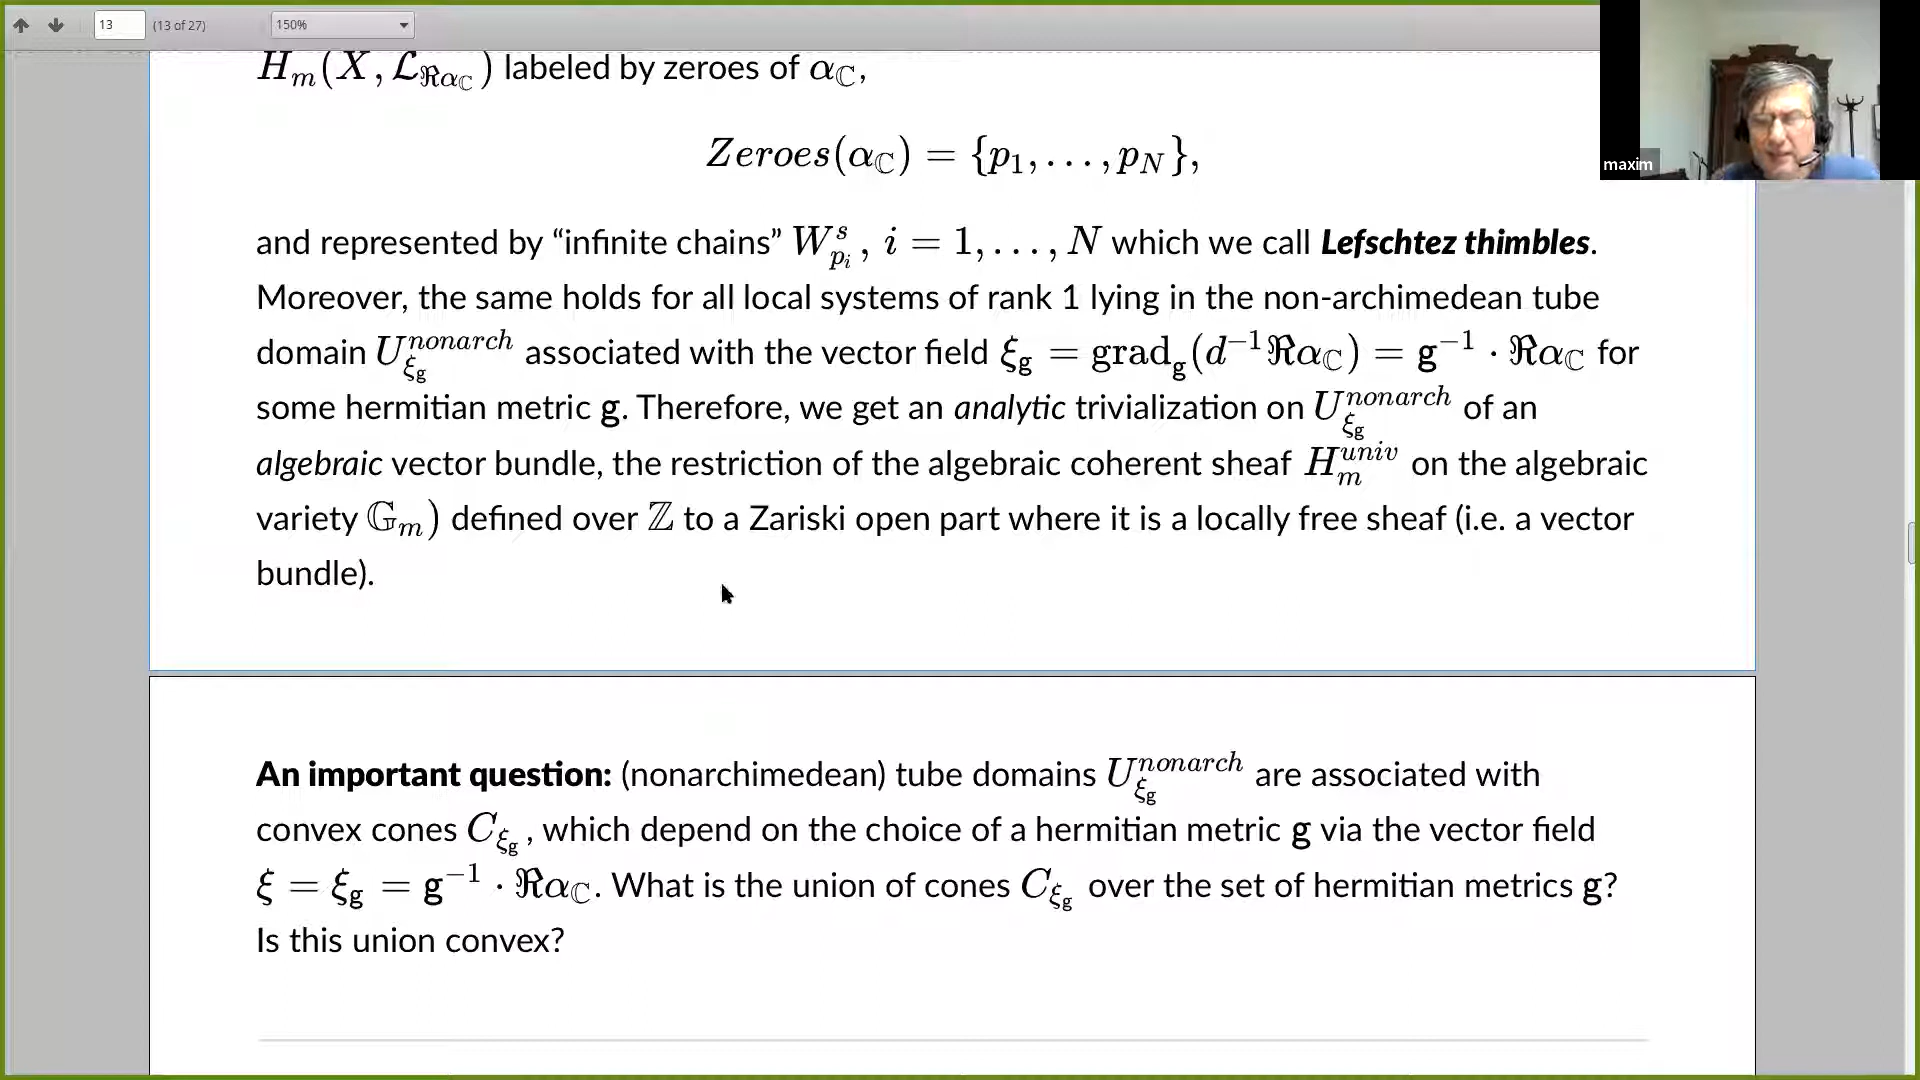 13 (13 of 27) 150%
H_m(X, ℒ_{ℜα_ℂ}) labeled by zeroes of α_ℂ,
maxim
Zeroes(α_ℂ) = {p_1, . . . , p_N},
and represented by “infinite chains” W^s_{p_i}, i = 1, . . . , N which we call Lefschtez thimbles.
Moreover, the same holds for all local systems of rank 1 lying in the non-archimedean tube
domain U^{nonarch}_{ξ_g} associated with the vector field ξ_g = grad_g(d^{−1}ℜα_ℂ) = g^{−1} · ℜα_ℂ for
some hermitian metric g. Therefore, we get an analytic trivialization on U^{nonarch}_{ξ_g} of an
algebraic vector bundle, the restriction of the algebraic coherent sheaf H^{univ}_m on the algebraic
variety 𝔾_m) defined over ℤ to a Zariski open part where it is a locally free sheaf (i.e. a vector
bundle).
An important question: (nonarchimedean) tube domains U^{nonarch}_{ξ_g} are associated with
convex cones C_{ξ_g}, which depend on the choice of a hermitian metric g via the vector field
ξ = ξ_g = g^{−1} · ℜα_ℂ. What is the union of cones C_{ξ_g} over the set of hermitian metrics g?
Is this union convex?